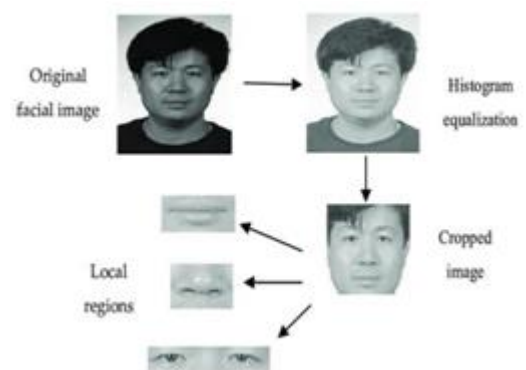 Original
facial image
Histogram
equalization
Cropped
image
Local
regions